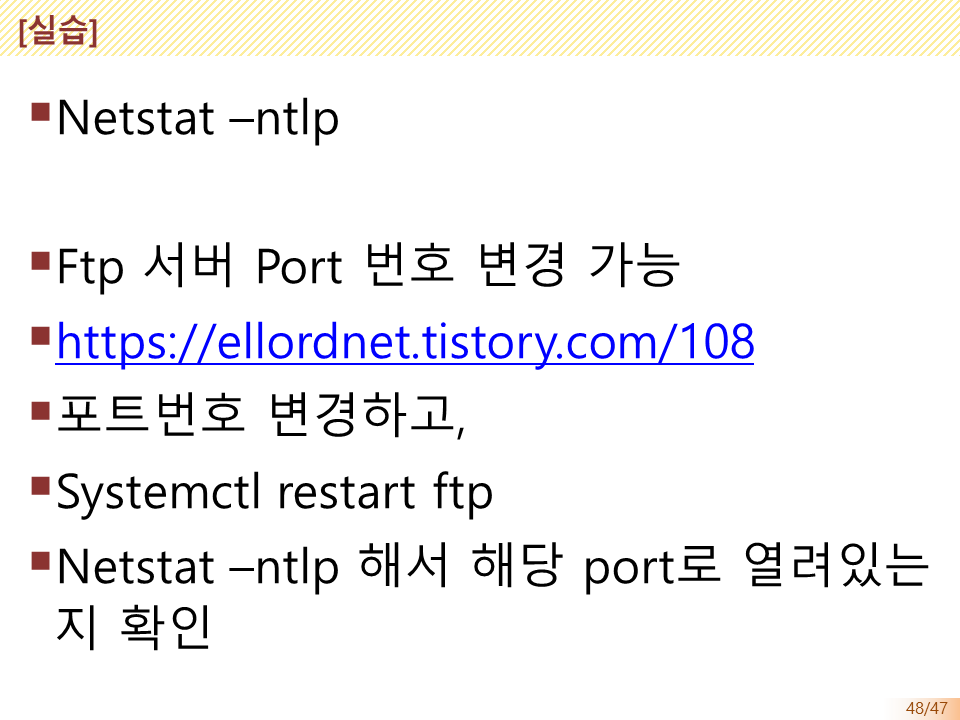 [실습]
■Netstat –ntlp
■Ftp 서버 Port 번호 변경 가능
■https://ellordnet.tistory.com/108
■포트번호 변경하고,
■Systemctl restart ftp
■Netstat –ntlp 해서 해당 port로 열려있는
지 확인
48/47